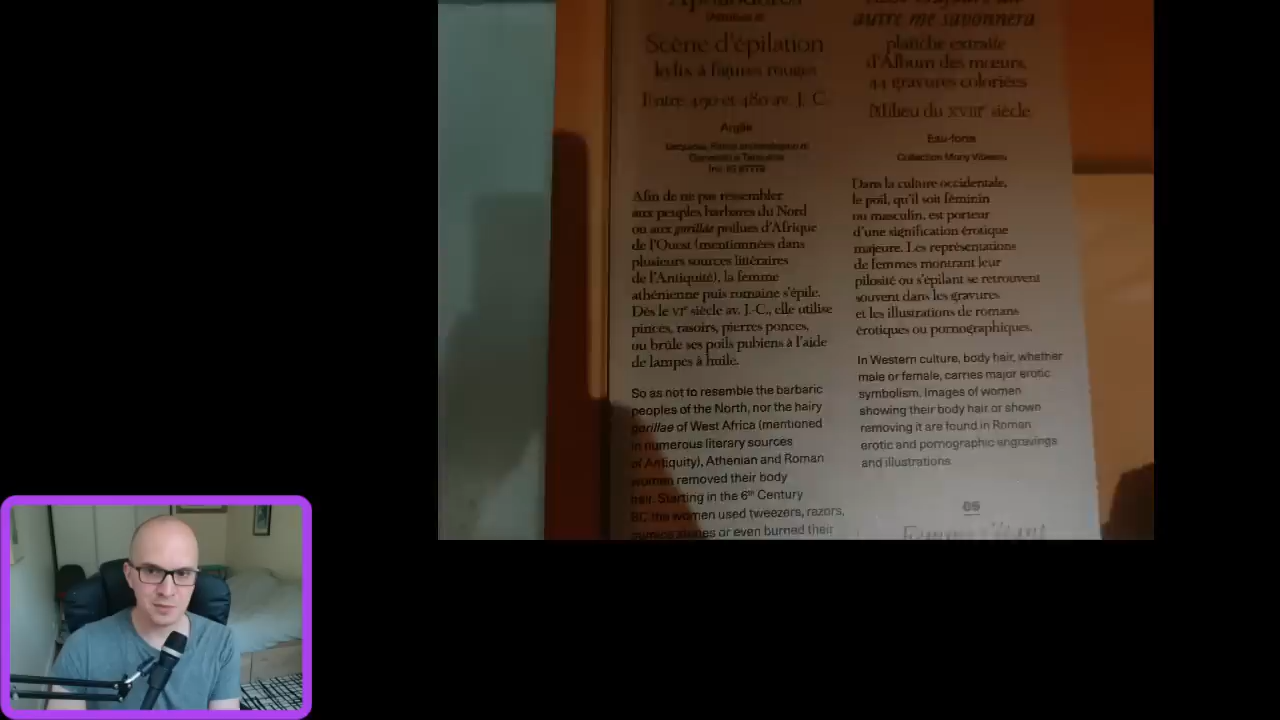 Scène d'épilation
kylix à figures rouges
Entre 490 et 480 av. J. C.
Argile
Afin de ne pas ressembler
aux peuples barbares du Nord
ou aux gorillae poilues d'Afrique
de l'Ouest (mentionnées dans
plusieurs sources littéraires
de l'Antiquité), la femme
athénienne puis romaine s'épile.
Dès le VIe siècle av. J.-C., elle utilise
pinces, rasoirs, pierres ponces,
ou brûle ses poils pubiens à l'aide
de lampes à huile.
So as not to resemble the barbaric
peoples of the North, nor the hairy
gorillae of West Africa (mentioned
in numerous literary sources
of Antiquity), Athenian and Roman
women removed their body
hair. Starting in the 6th Century
BC the women used tweezers, razors,
pumice stones or even burned their
autre me savonnera
planche extraite
d'Album des mœurs,
44 gravures coloriées
Milieu du XVIIIe siècle
Eau-forte
Collection Mony Vibescu
Dans la culture occidentale,
le poil, qu'il soit féminin
ou masculin, est porteur
d'une signification érotique
majeure. Les représentations
de femmes montrant leur
pilosité ou s'épilant se retrouvent
souvent dans les gravures
et les illustrations de romans
érotiques ou pornographiques.
In Western culture, body hair, whether
male or female, carries major erotic
symbolism. Images of women
showing their body hair or shown
removing it are found in Roman
erotic and pornographic engravings
and illustrations.